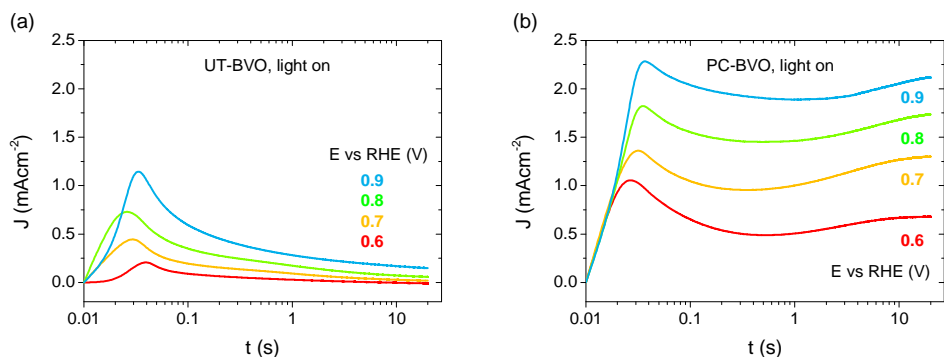 (a)
UT-BVO, light on
E vs RHE (V)
0.9
0.8
0.7
0.6
2.5
2.0
1.5
1.0
0.5
0.0
J (mAcm-2)
0.01
0.1
1
10
t (s)
(b)
PC-BVO, light on
0.9
0.8
0.7
0.6
E vs RHE (V)
2.5
2.0
1.5
1.0
0.5
0.0
J (mAcm-2)
0.01
0.1
1
10
t (s)